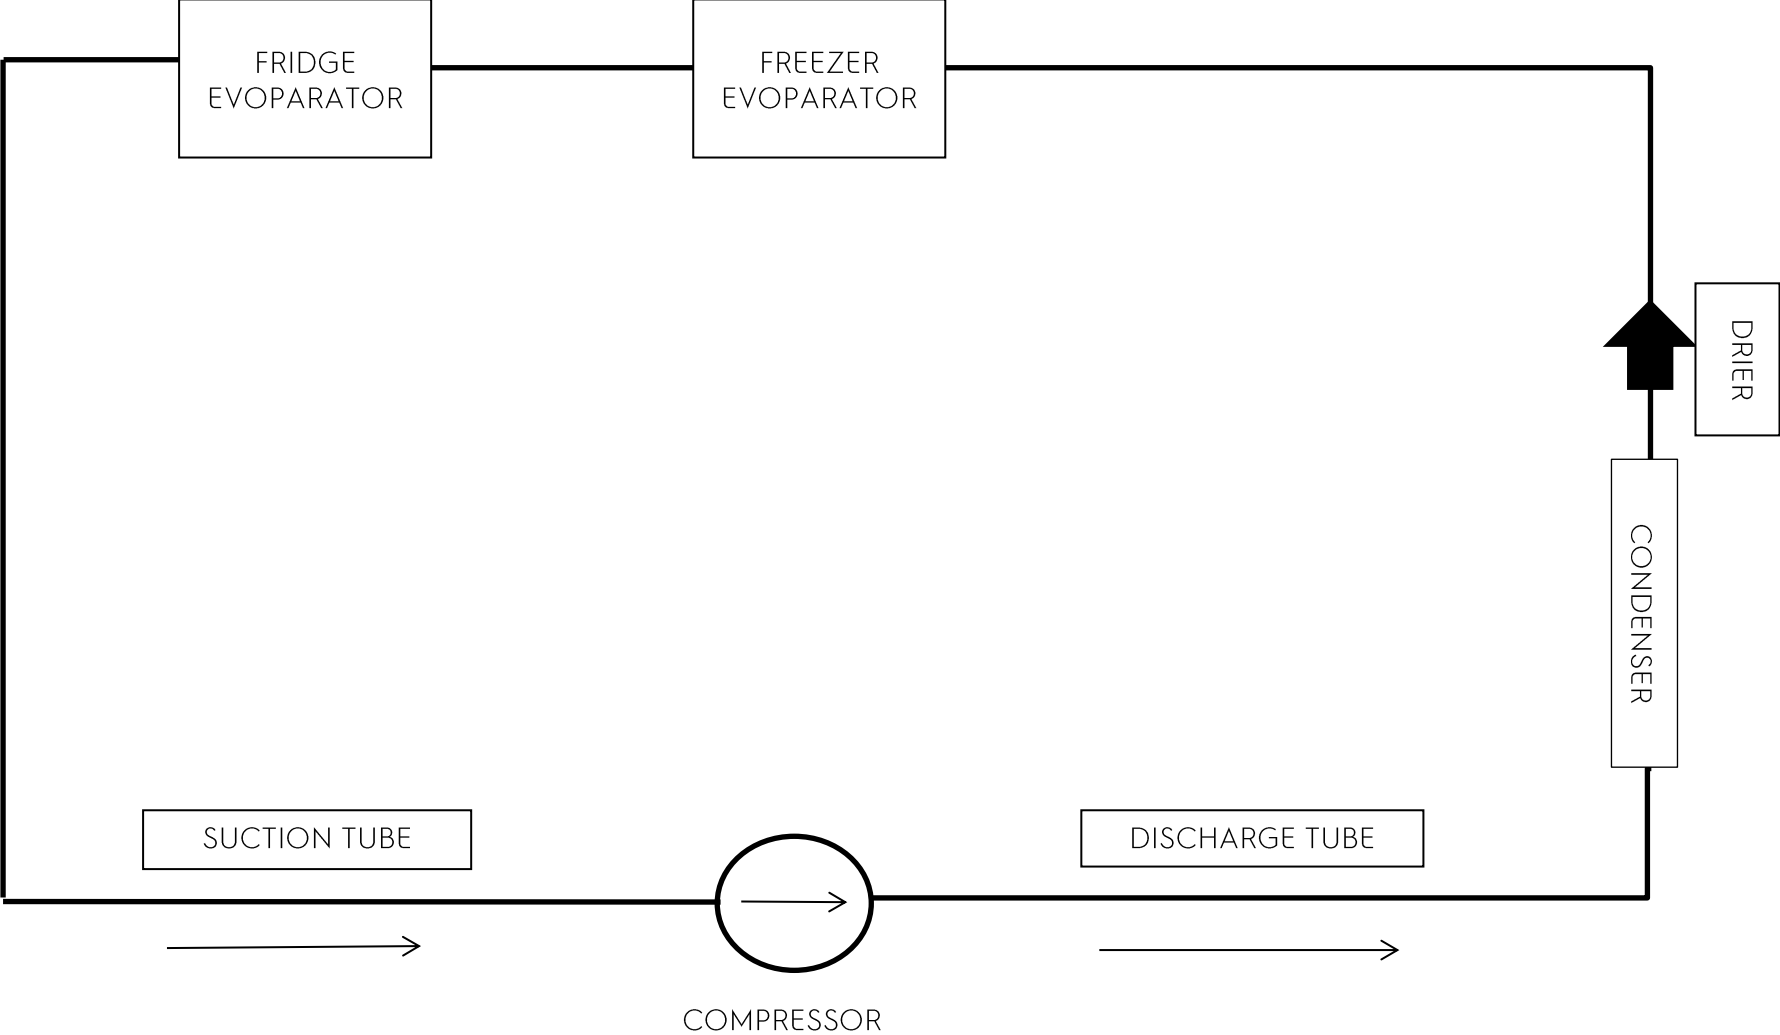 FRIDGE
EVOPARATOR
FREEZER
EVOPARATOR
DRIER
CONDENSER
SUCTION TUBE
DISCHARGE TUBE
COMPRESSOR